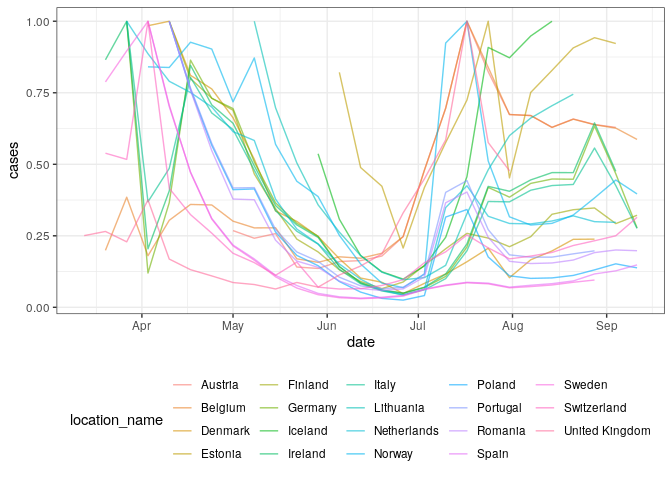 1.00
0.75
0.50
0.25
0.00
cases
Apr May Jun Jul Aug Sep
date
location_name
Austria Finland Italy Poland Sweden
Belgium Germany Lithuania Portugal Switzerland
Denmark Iceland Netherlands Romania United Kingdom
Estonia Ireland Norway Spain